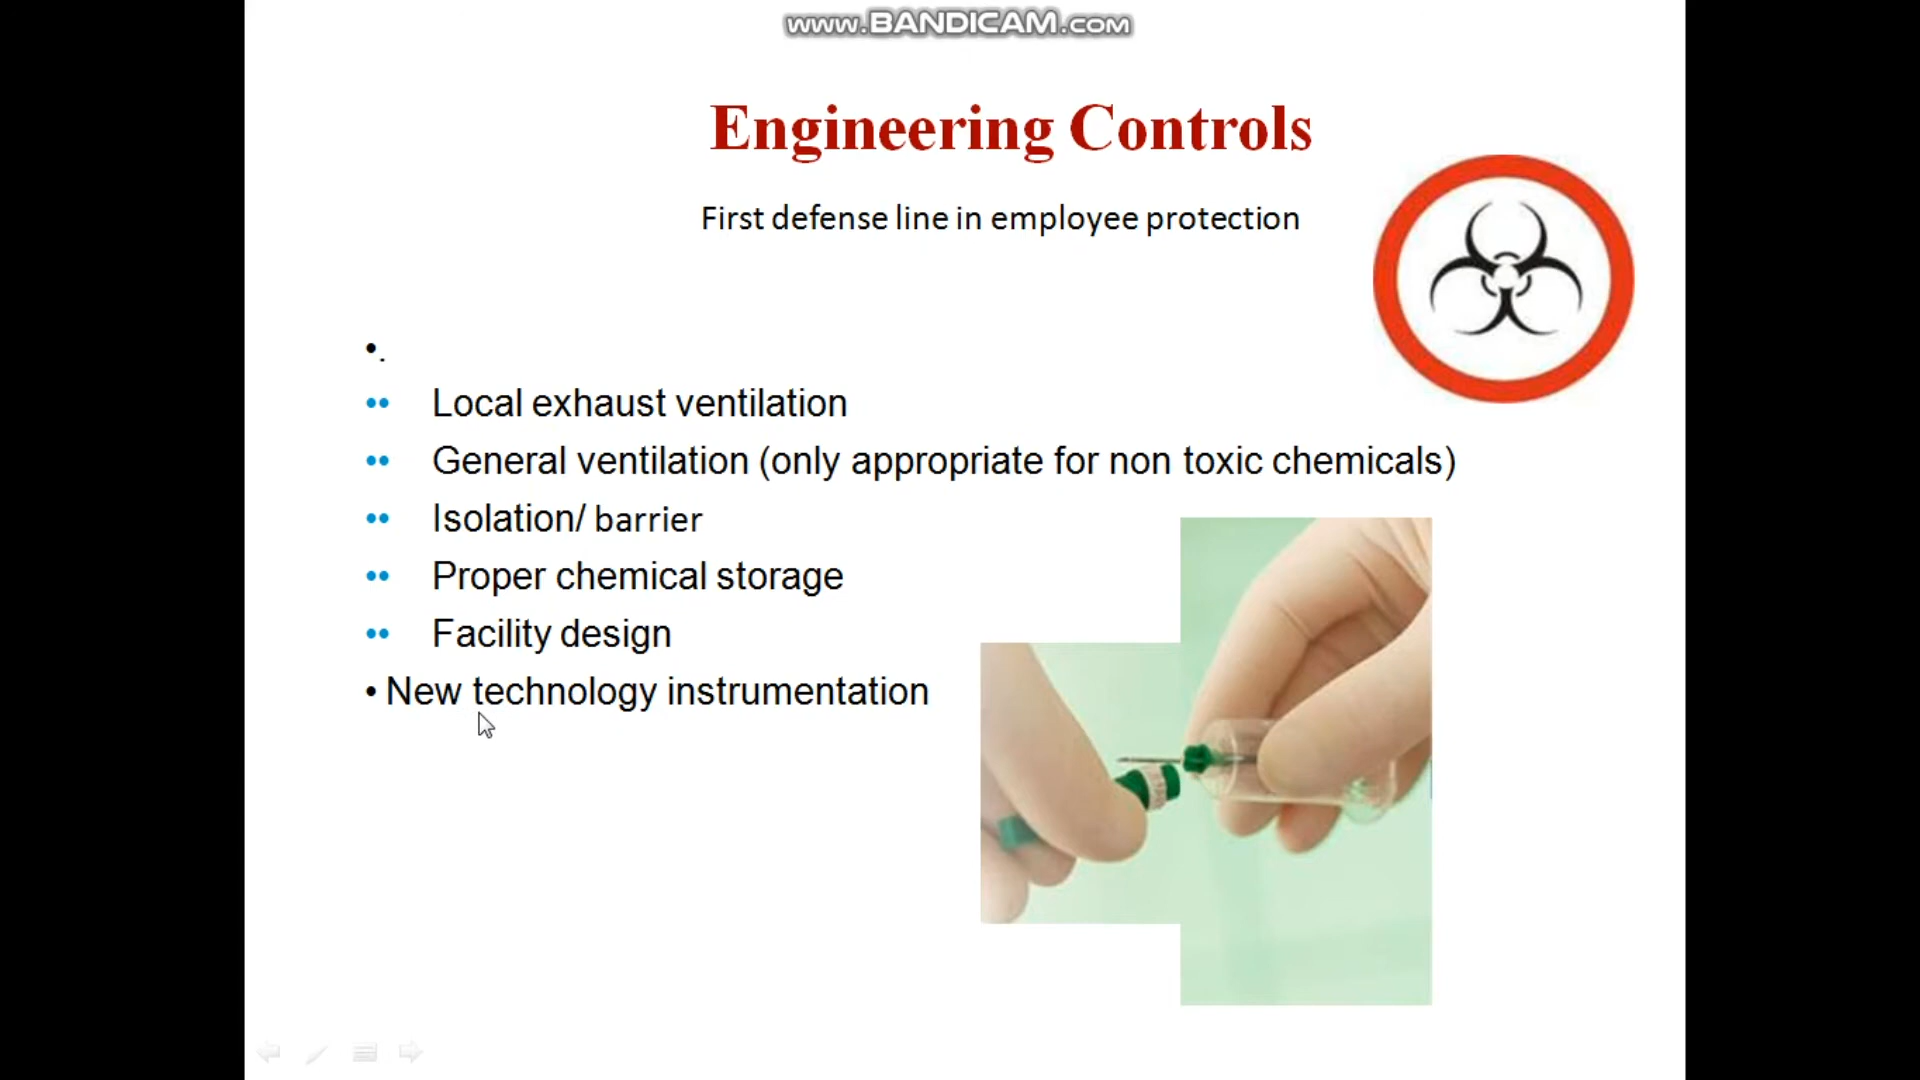 www.BANDICAM.com
Engineering Controls
First defense line in employee protection
•.
•• Local exhaust ventilation
•• General ventilation (only appropriate for non toxic chemicals)
•• Isolation/ barrier
•• Proper chemical storage
•• Facility design
• New technology instrumentation